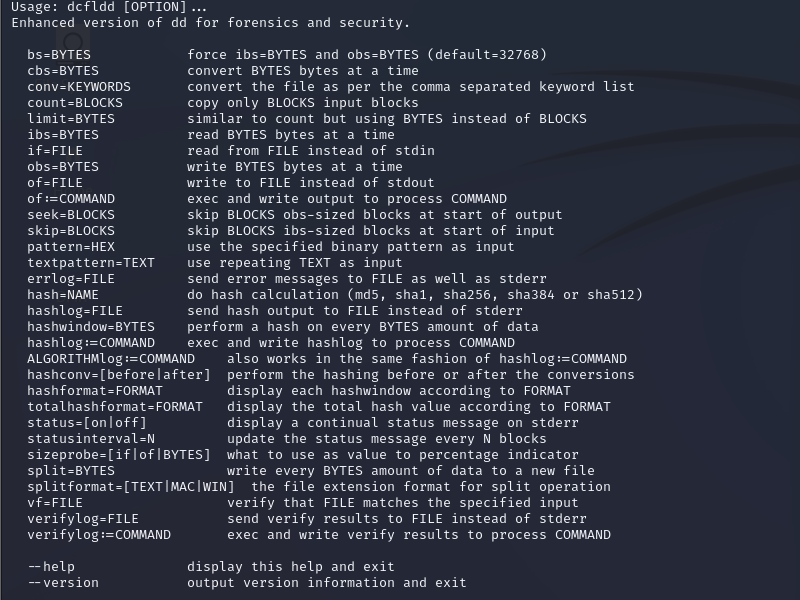 Usage: dcfldd [OPTION]...
Enhanced version of dd for forensics and security.
bs=BYTES force ibs=BYTES and obs=BYTES (default=32768)
cbs=BYTES convert BYTES bytes at a time
conv=KEYWORDS convert the file as per the comma separated keyword list
count=BLOCKS copy only BLOCKS input blocks
limit=BYTES similar to count but using BYTES instead of BLOCKS
ibs=BYTES read BYTES bytes at a time
if=FILE read from FILE instead of stdin
obs=BYTES write BYTES bytes at a time
of=FILE write to FILE instead of stdout
of:=COMMAND exec and write output to process COMMAND
seek=BLOCKS skip BLOCKS obs-sized blocks at start of output
skip=BLOCKS skip BLOCKS ibs-sized blocks at start of input
pattern=HEX use the specified binary pattern as input
textpattern=TEXT use repeating TEXT as input
errlog=FILE send error messages to FILE as well as stderr
hash=NAME do hash calculation (md5, sha1, sha256, sha384 or sha512)
hashlog=FILE send hash output to FILE instead of stderr
hashwindow=BYTES perform a hash on every BYTES amount of data
hashlog:=COMMAND exec and write hashlog to process COMMAND
ALGORITHMlog:=COMMAND also works in the same fashion of hashlog:=COMMAND
hashconv=[before|after] perform the hashing before or after the conversions
hashformat=FORMAT display each hashwindow according to FORMAT
totalhashformat=FORMAT display the total hash value according to FORMAT
status=[on|off] display a continual status message on stderr
statusinterval=N update the status message every N blocks
sizeprobe=[if|of|BYTES] what to use as value to percentage indicator
split=BYTES write every BYTES amount of data to a new file
splitformat=[TEXT|MAC|WIN] the file extension format for split operation
vf=FILE verify that FILE matches the specified input
verifylog=FILE send verify results to FILE instead of stderr
verifylog:=COMMAND exec and write verify results to process COMMAND
--help display this help and exit
--version output version information and exit